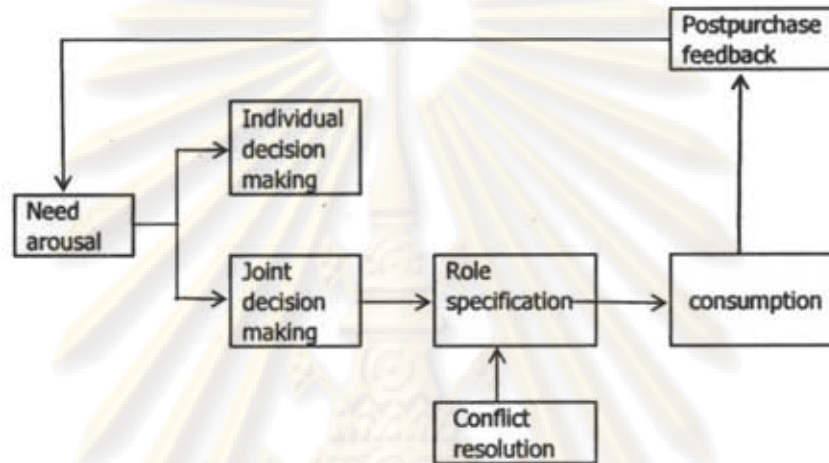 Postpurchase
feedback
Individual
decision
making
Need
arousal
Joint
decision
making
Role
specification
consumption
Conflict
resolution